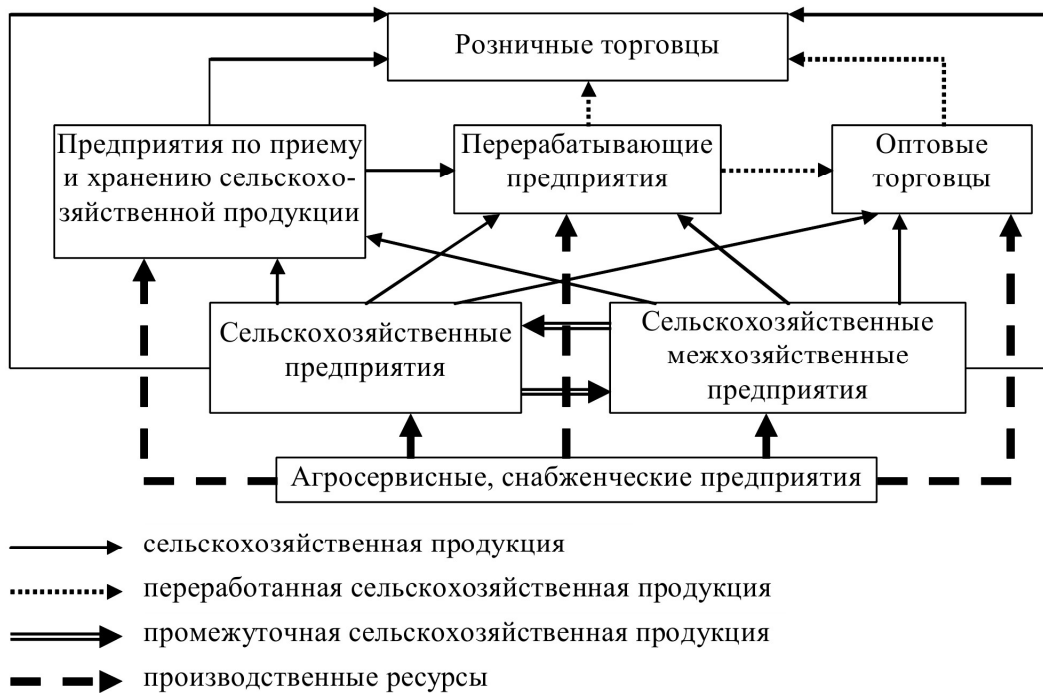 Розничные торговцы
Предприятия по приему
и хранению сельскохо-
зяйственной продукции
Перерабатывающие
предприятия
Оптовые
торговцы
Сельскохозяйственные
предприятия
Сельскохозяйственные
межхозяйственные
предприятия
Агросервисные, снабженческие предприятия
сельскохозяйственная продукция
переработанная сельскохозяйственная продукция
промежуточная сельскохозяйственная продукция
производственные ресурсы